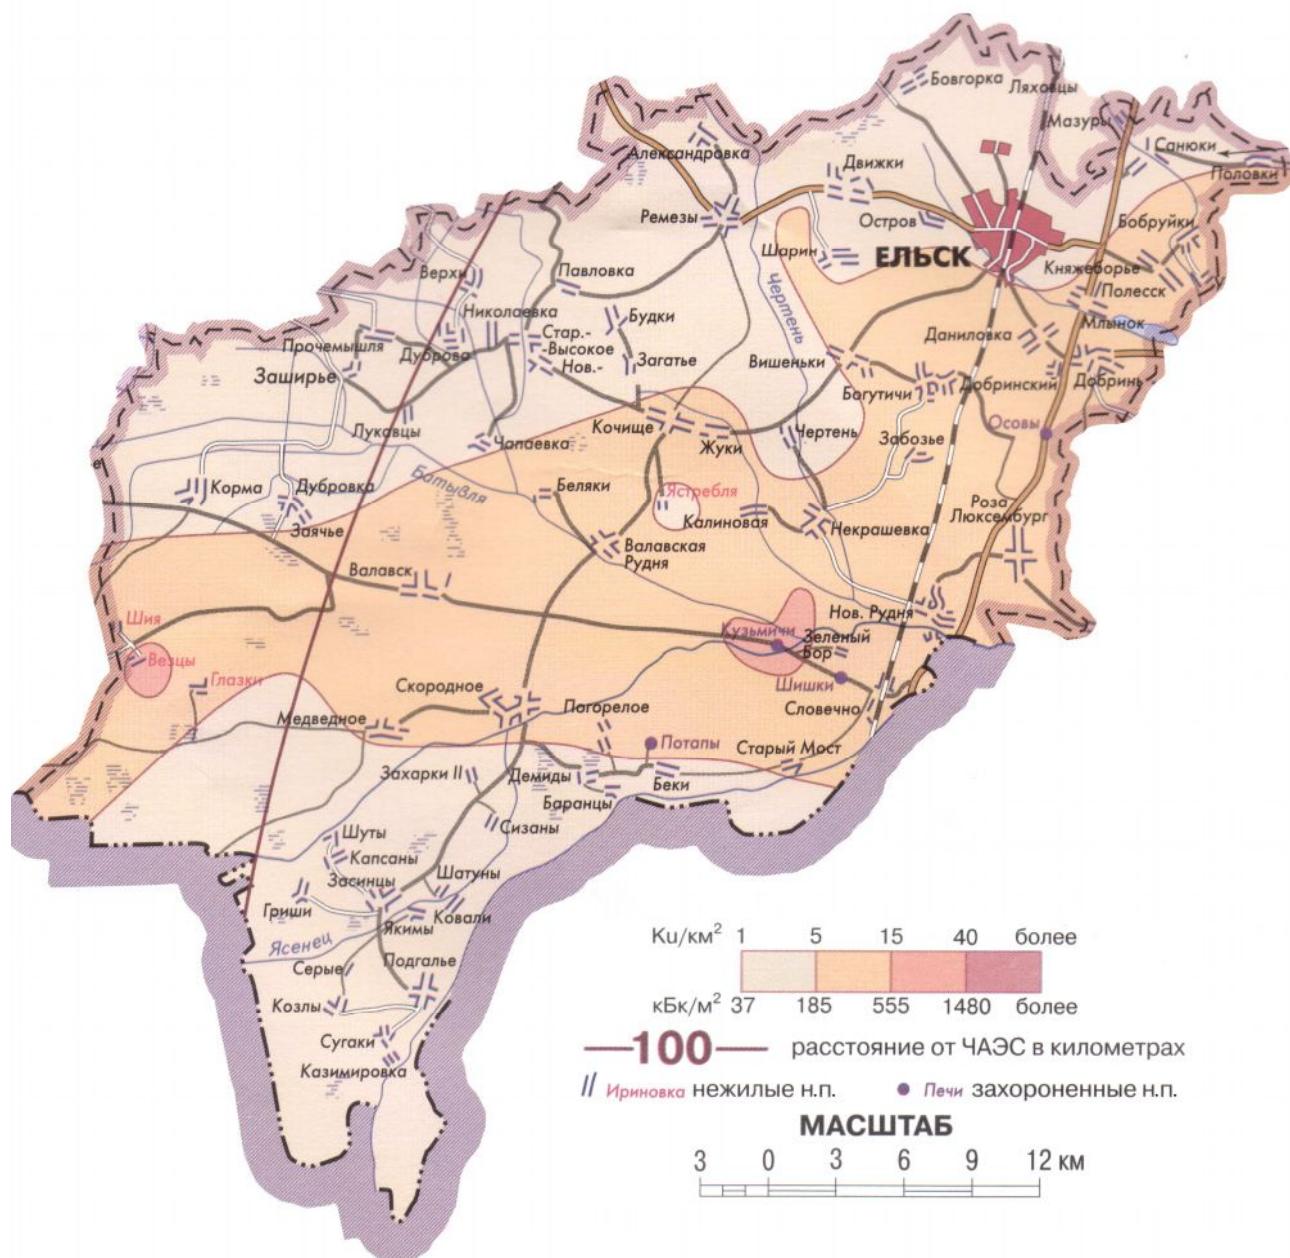 Бовгорка
Ляховцы
Мазуры
Санюки
Половки
Александровка
Движки
Ремезы
Остров
Бобруйки
Шарин
ЕЛЬСК
Княжеборье
Полесск
Верхи
Павловка
Чертень
Николаевка
Будки
Млынок
Стар.-
Высокое
Нов.-
Даниловка
Прочемышля
Дуброва
Загатье
Вишеньки
Заширье
Богутичи
Добринский
Добринь
Лукавцы
Кочище
Жуки
Чертень
Забозье
Осовы
Чапаевка
Батывля
Корма
Дубровка
Беляки
Ястребля
Роза
Люксембург
Заячье
Калиновая
Некрашевка
Валавская
Рудня
Валавск
Нов. Рудня
Шия
Кузьмичи
Зеленый
Бор
Везцы
Глазки
Шишки
Скородное
Погорелое
Словечно
Медведное
Потапы
Старый Мост
Захарки II
Демиды
Беки
Баранцы
Сизаны
Шуты
Капсаны
Засинцы
Шатуны
Гриши
Ковали
Якимы
Ясенец
Серые
Подгалье
Козлы
Сугаки
Казимировка
Ки/км² 1 5 15 40 более
кБк/м² 37 185 555 1480 более
100 расстояние от ЧАЭС в километрах
Ириновка нежилые н.п. Печи захороненные н.п.
МАСШТАБ
3 0 3 6 9 12 км